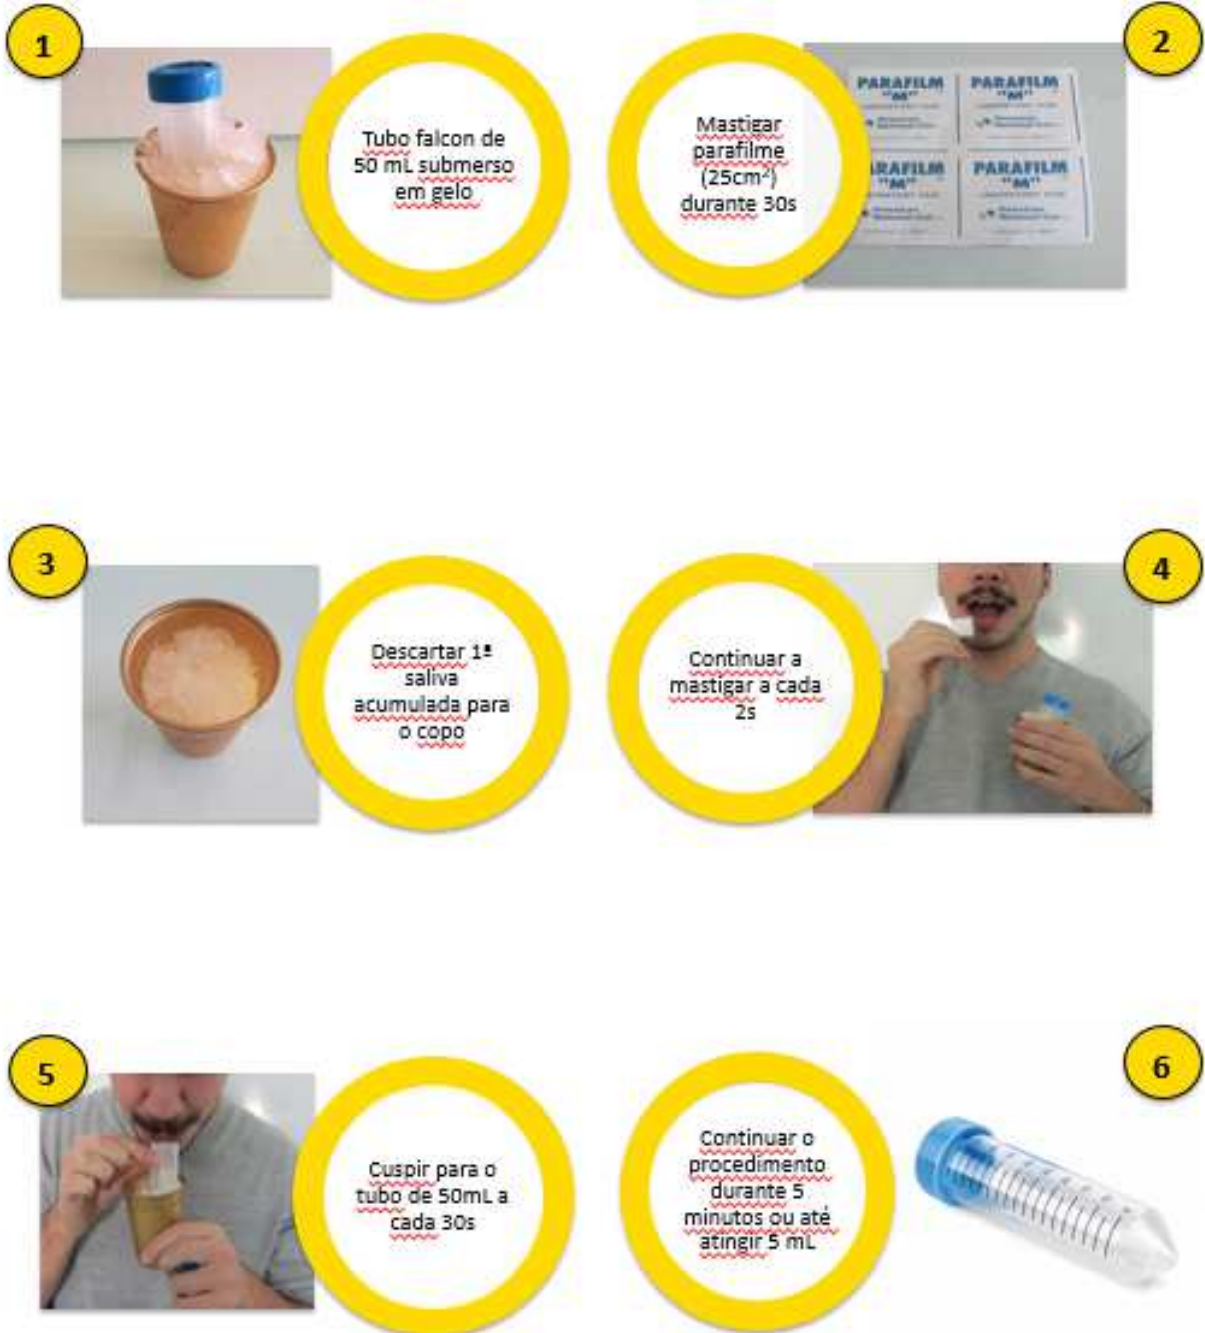 1
Tubo falcon de
50 mL submerso
em gelo
2
Mastigar
parafilme
(25cm²)
durante 30s
PARAFILM
"M"
PARAFILM
"M"
PARAFILM
"M"
3
Descartar 1ª
saliva
acumulada para
o copo
4
Continuar a
mastigar a cada
2s
5
Cuspir para o
tubo de 50mL a
cada 30s
6
Continuar o
procedimento
durante 5
minutos ou até
atingir 5 mL